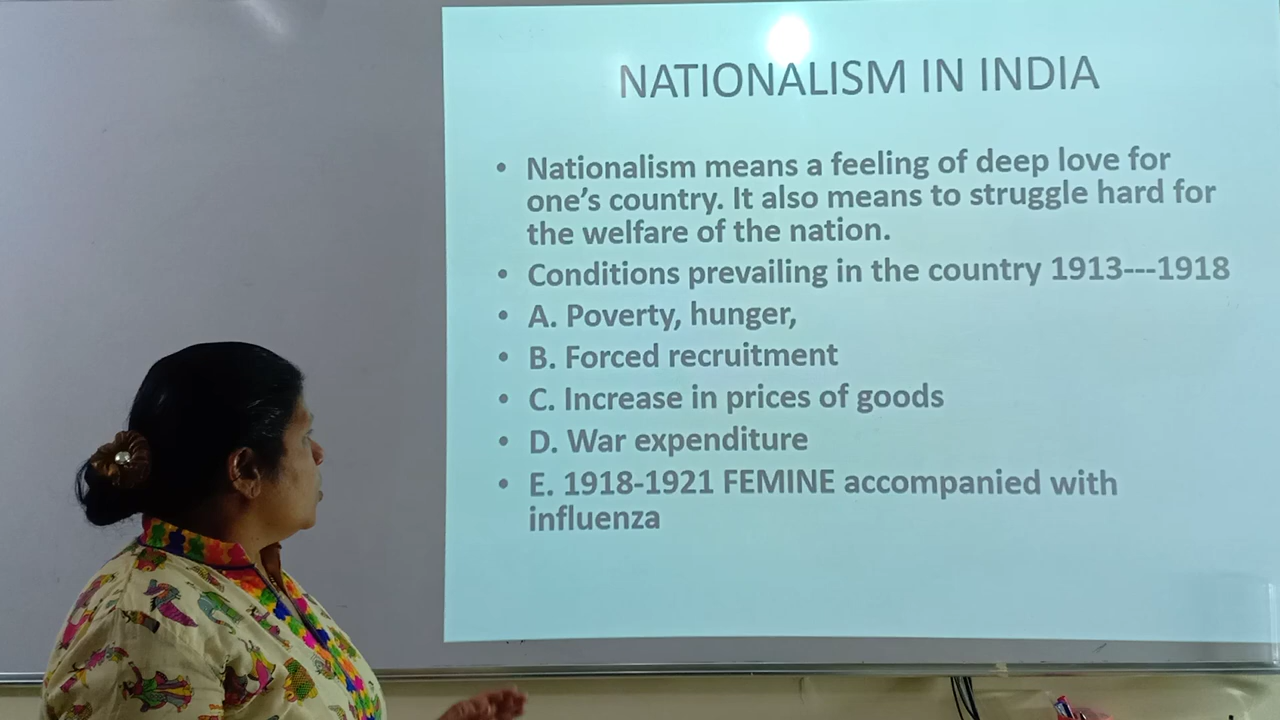 NATIONALISM IN INDIA
• Nationalism means a feeling of deep love for
one's country. It also means to struggle hard for
the welfare of the nation.
• Conditions prevailing in the country 1913---1918
• A. Poverty, hunger,
• B. Forced recruitment
• C. Increase in prices of goods
• D. War expenditure
• E. 1918-1921 FEMINE accompanied with
influenza